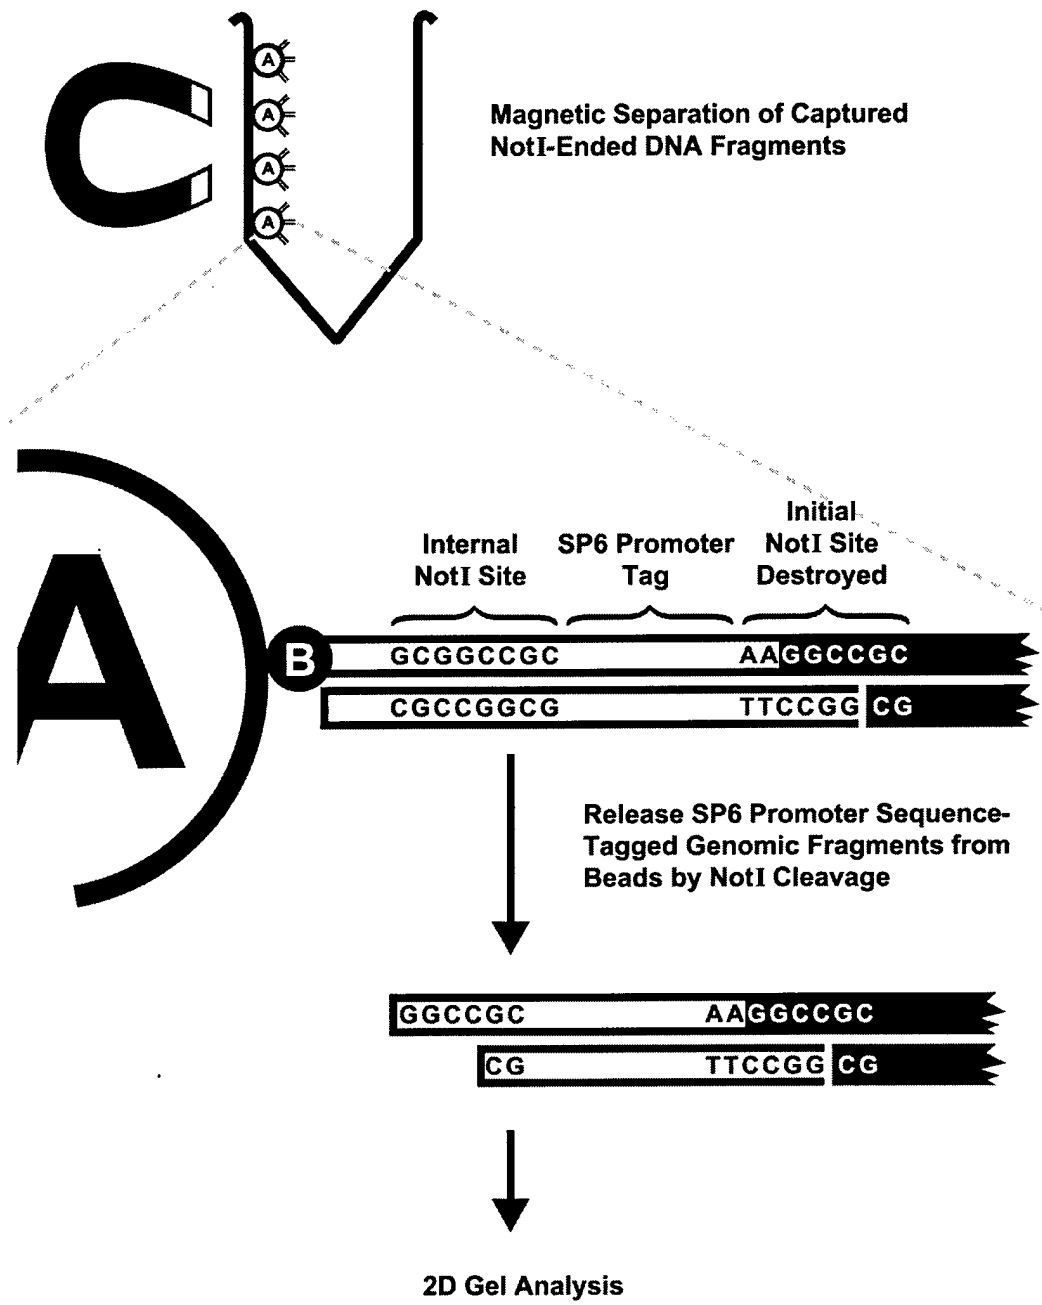 A
A
A
A
Magnetic Separation of Captured
NotI-Ended DNA Fragments
Internal
NotI Site
SP6 Promoter
Tag
Initial
NotI Site
Destroyed
A
B
GCGGCCGC AAGGCCGC
CGCCGGCG TTCCGG CG
Release SP6 Promoter Sequence-
Tagged Genomic Fragments from
Beads by NotI Cleavage
GGCCGC AAGGCCGC
CG TTCCGG CG
2D Gel Analysis